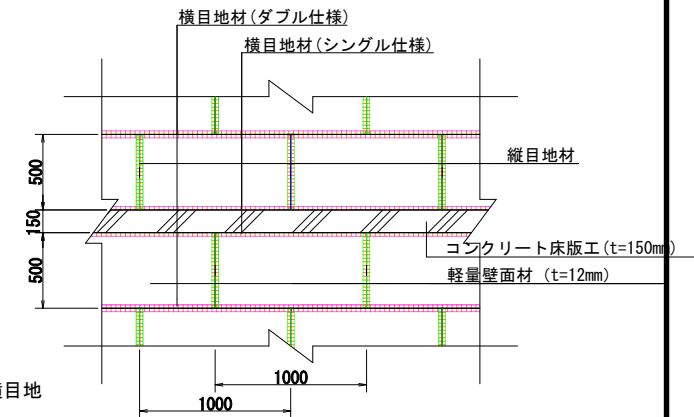 横目地材(ダブル仕様)
横目地材(シングル仕様)
縦目地材
500
150
500
コンクリート床版工(t=150mm)
軽量壁面材 (t=12mm)
1000
1000
目地